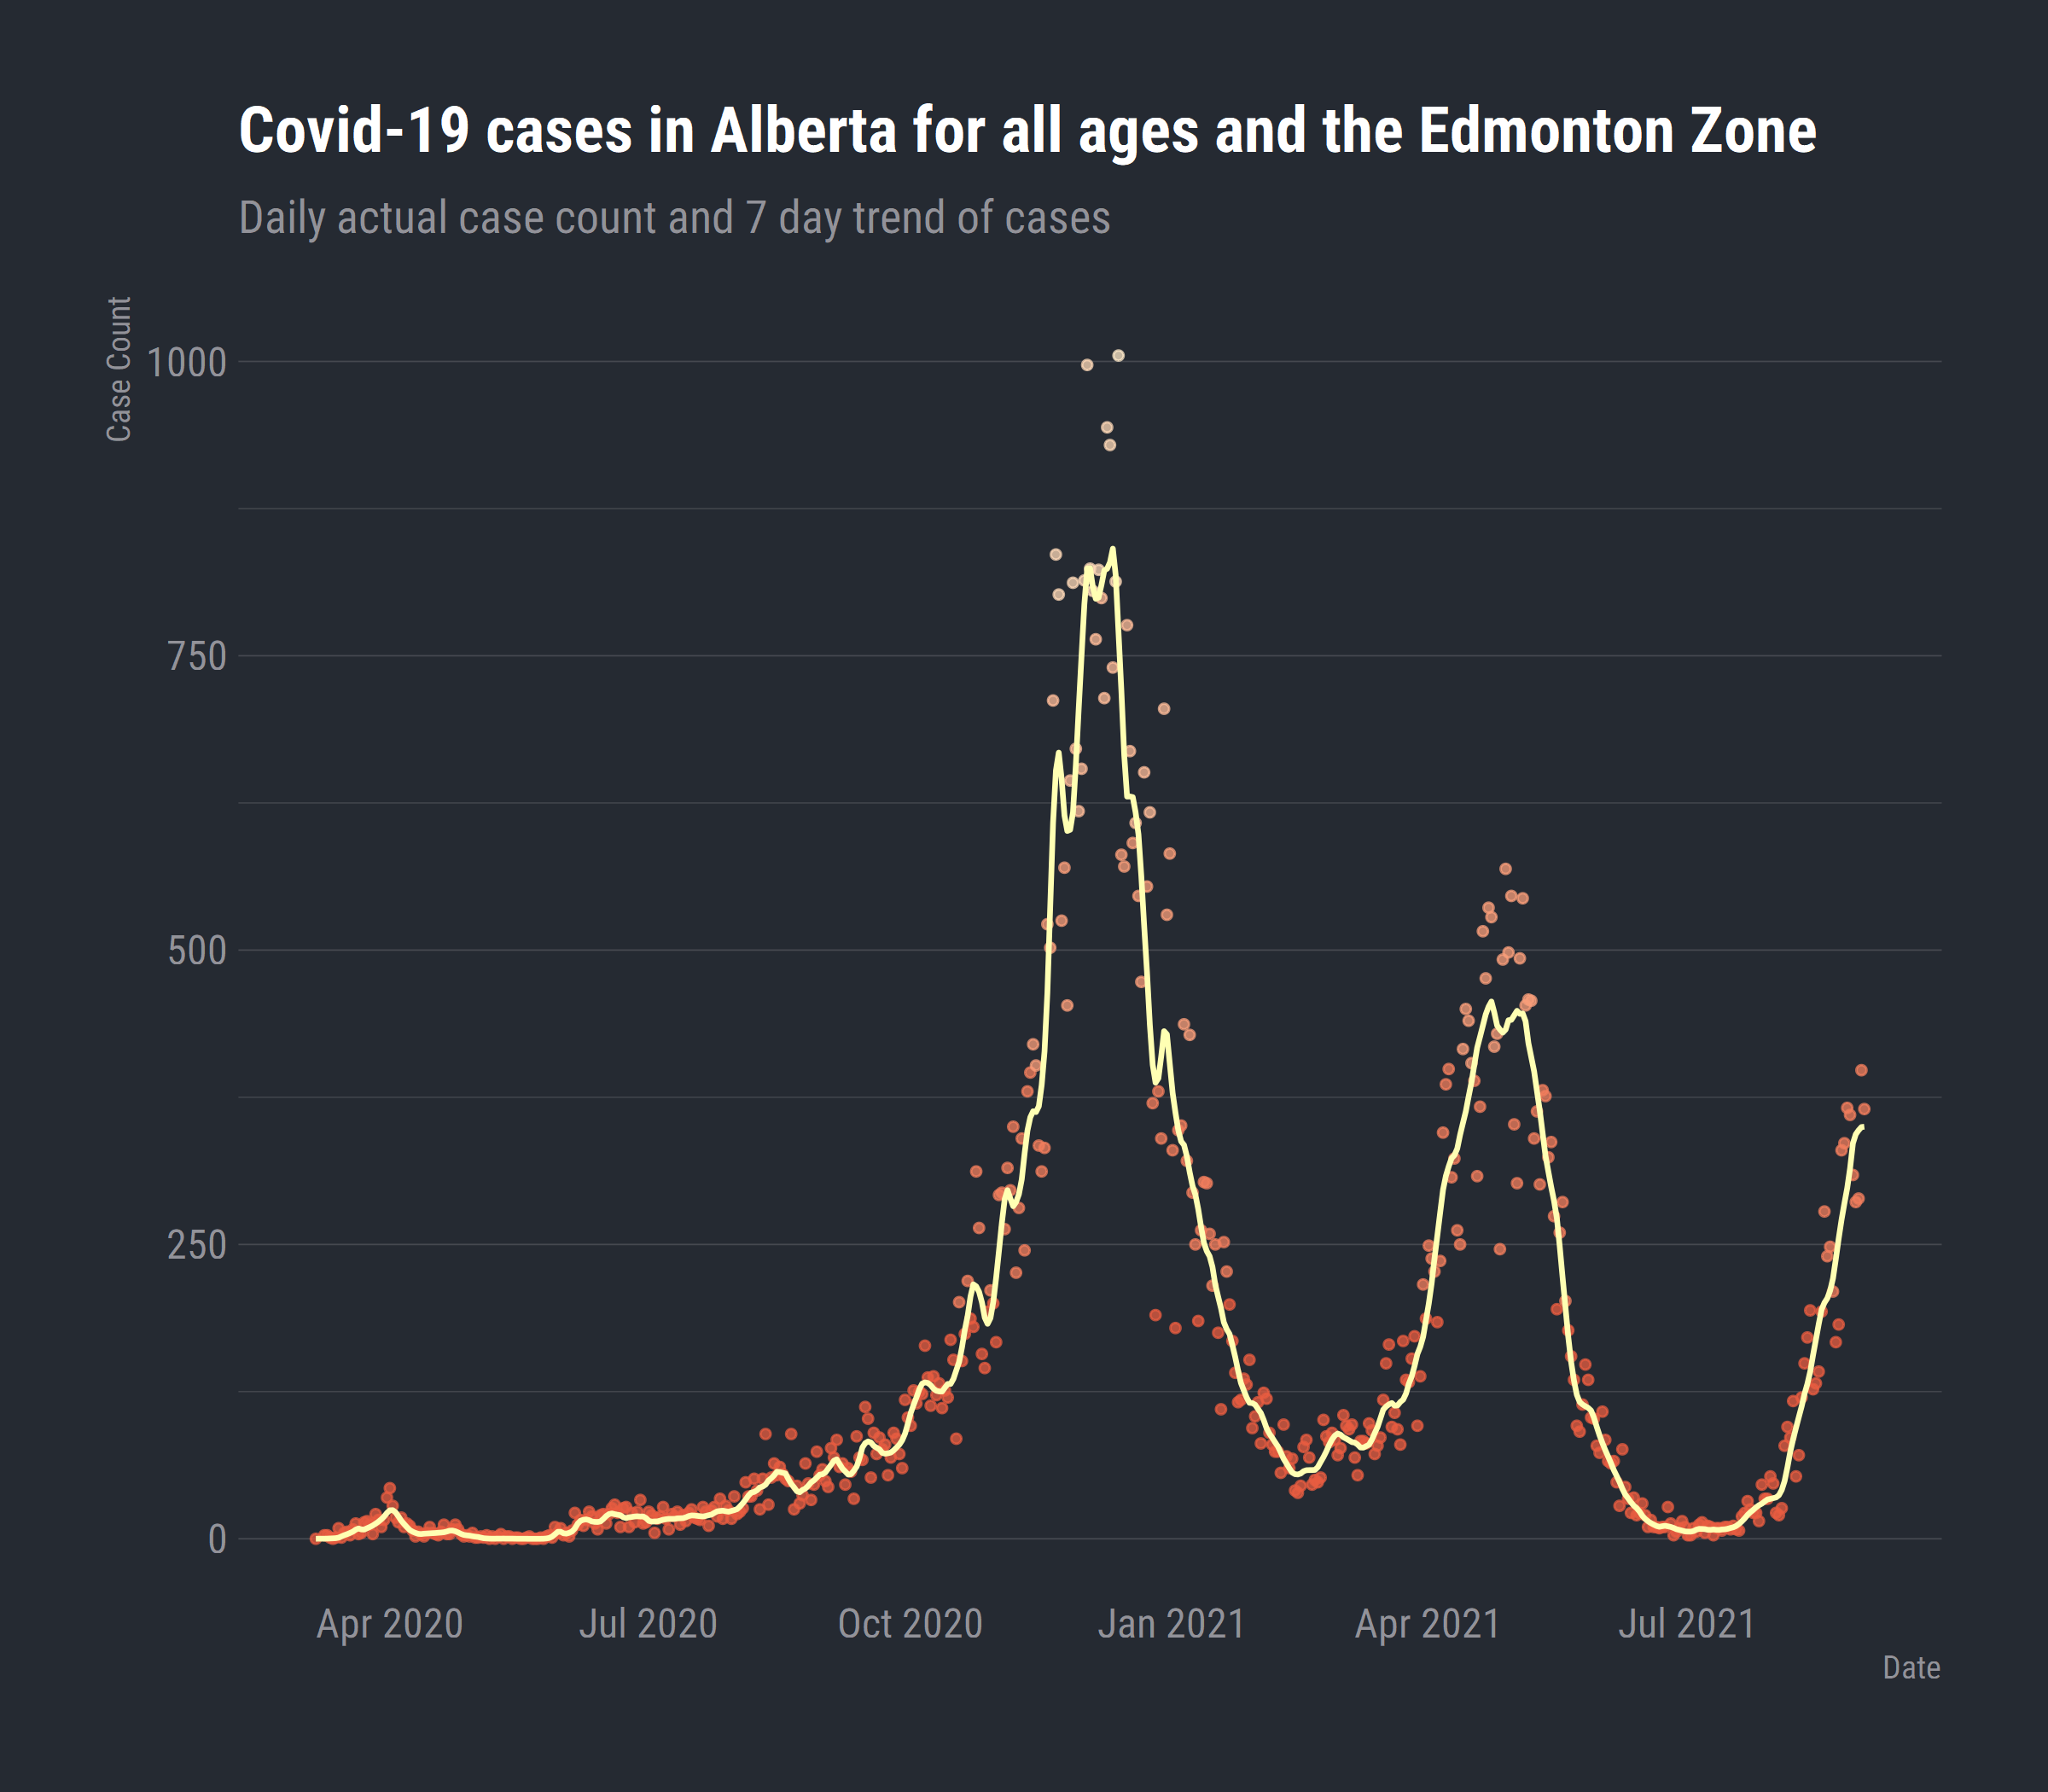 Covid-19 cases in Alberta for all ages and the Edmonton Zone
Daily actual case count and 7 day trend of cases
Case Count
1000
750
500
250
0
Apr 2020
Jul 2020
Oct 2020
Jan 2021
Apr 2021
Jul 2021
Date